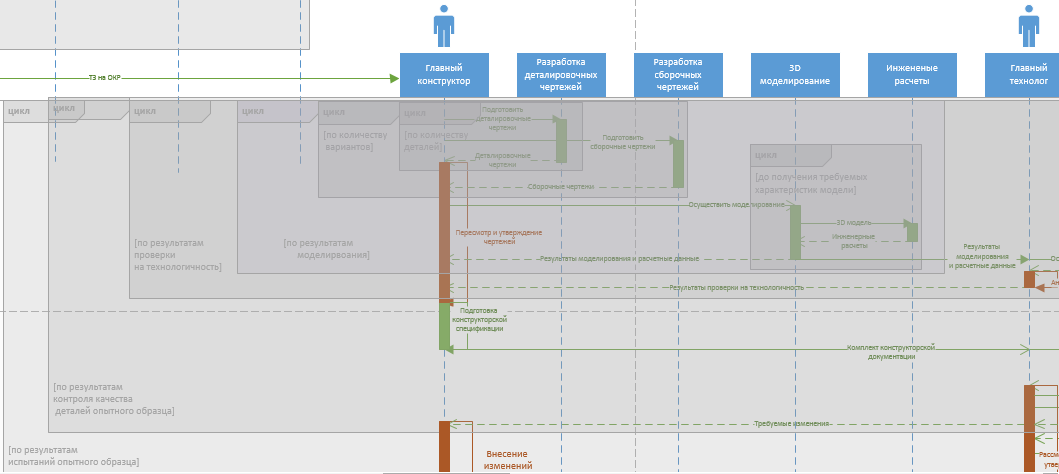 Главный
конструктор
Разработка
деталировочных
чертежей
Разработка
сборочных
чертежей
3D
моделирование
Инжененые
расчеты
Главный
технолог
ТЗ на ОКР
цикл
цикл
цикл
цикл
цикл
цикл
Подготовить
деталировочные
чертежи
[по количеству
вариантов]
[по количеству
деталей]
Подготовить
сборочные чертежи
Деталировочные
чертежи
цикл
[до получения требуемых
характеристик модели]
Сборочные чертежи
Осуществить моделирование
3D модель
Пересмотр и утверждение
чертежей
Инженерные
расчеты
[по результатам
проверки
на технологичность]
[по результатам
моделирвоания]
Результаты
моделирования
и расчетные данные
Результаты моделирования и расчетные данные
Ос
Результаты проверки на технологичность
Ан
Подготовка
конструкторской
спецификации
Комплект конструкторской
документации
[по результатам
контроля качества
деталей опытного образца]
Требуемые изменения
[по результатам
испытаний опытного образца]
Внесение
изменений
Рассм
утве